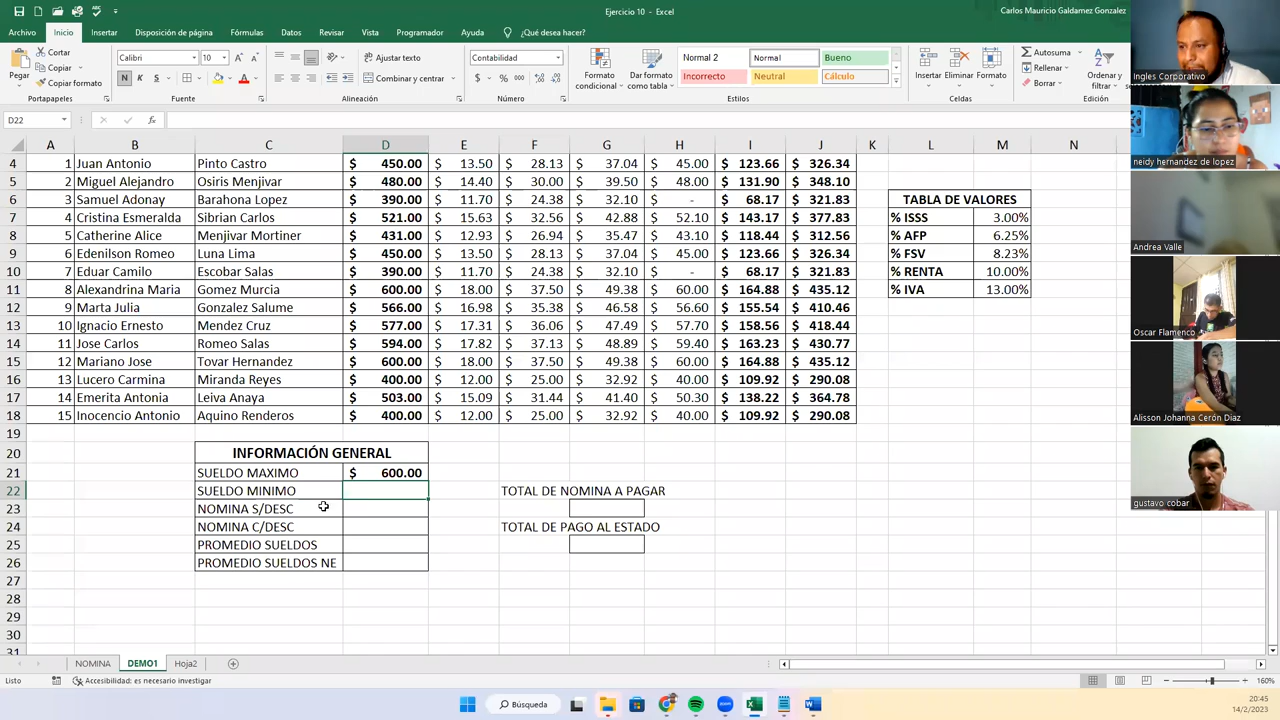 Ejercicio 10 - Excel
Carlos Mauricio Galdamez Gonzalez
Archivo Inicio Insertar Disposición de página Fórmulas Datos Revisar Vista Programador Ayuda ¿Qué desea hacer?
Pegar Cortar Copiar Copiar formato
Calibri 10
N K S
Ajustar texto
Combinar y centrar
Contabilidad
$ % 000
Formato condicional
Dar formato como tabla
Normal 2 Normal Bueno
Incorrecto Neutral Cálculo
Insertar Eliminar Formato
Autosuma
Rellenar
Borrar
Ordenar y filtrar
Portapapeles Fuente Alineación Número Estilos Celdas Edición
D22 fx
A B C D E F G H I J K L M N
4 1 Juan Antonio Pinto Castro $ 450.00 $ 13.50 $ 28.13 $ 37.04 $ 45.00 $ 123.66 $ 326.34
5 2 Miguel Alejandro Osiris Menjivar $ 480.00 $ 14.40 $ 30.00 $ 39.50 $ 48.00 $ 131.90 $ 348.10
6 3 Samuel Adonay Barahona Lopez $ 390.00 $ 11.70 $ 24.38 $ 32.10 $ - $ 68.17 $ 321.83 TABLA DE VALORES
7 4 Cristina Esmeralda Sibrian Carlos $ 521.00 $ 15.63 $ 32.56 $ 42.88 $ 52.10 $ 143.17 $ 377.83 % ISSS 3.00%
8 5 Catherine Alice Menjivar Mortiner $ 431.00 $ 12.93 $ 26.94 $ 35.47 $ 43.10 $ 118.44 $ 312.56 % AFP 6.25%
9 6 Edenilson Romeo Luna Lima $ 450.00 $ 13.50 $ 28.13 $ 37.04 $ 45.00 $ 123.66 $ 326.34 % FSV 8.23%
10 7 Eduar Camilo Escobar Salas $ 390.00 $ 11.70 $ 24.38 $ 32.10 $ - $ 68.17 $ 321.83 % RENTA 10.00%
11 8 Alexandrina Maria Gomez Murcia $ 600.00 $ 18.00 $ 37.50 $ 49.38 $ 60.00 $ 164.88 $ 435.12 % IVA 13.00%
12 9 Marta Julia Gonzalez Salume $ 566.00 $ 16.98 $ 35.38 $ 46.58 $ 56.60 $ 155.54 $ 410.46
13 10 Ignacio Ernesto Mendez Cruz $ 577.00 $ 17.31 $ 36.06 $ 47.49 $ 57.70 $ 158.56 $ 418.44
14 11 Jose Carlos Romeo Salas $ 594.00 $ 17.82 $ 37.13 $ 48.89 $ 59.40 $ 163.23 $ 430.77
15 12 Mariano Jose Tovar Hernandez $ 600.00 $ 18.00 $ 37.50 $ 49.38 $ 60.00 $ 164.88 $ 435.12
16 13 Lucero Carmina Miranda Reyes $ 400.00 $ 12.00 $ 25.00 $ 32.92 $ 40.00 $ 109.92 $ 290.08
17 14 Emerita Antonia Leiva Anaya $ 503.00 $ 15.09 $ 31.44 $ 41.40 $ 50.30 $ 138.22 $ 364.78
18 15 Inocencio Antonio Aquino Renderos $ 400.00 $ 12.00 $ 25.00 $ 32.92 $ 40.00 $ 109.92 $ 290.08
19
20 INFORMACIÓN GENERAL
21 SUELDO MAXIMO $ 600.00
22 SUELDO MINIMO TOTAL DE NOMINA A PAGAR
23 NOMINA S/DESC
24 NOMINA C/DESC TOTAL DE PAGO AL ESTADO
25 PROMEDIO SUELDOS
26 PROMEDIO SUELDOS NE
27
28
29
30
31
NOMINA DEMO1 Hoja2
Listo Accesibilidad: es necesario investigar 160%
Búsqueda
20:45
14/2/2023
Ingles Corporativo
neidy hernandez de lopez
Andrea Valle
Oscar Flamenco
Alisson Johanna Cerón Diaz
gustavo cobar